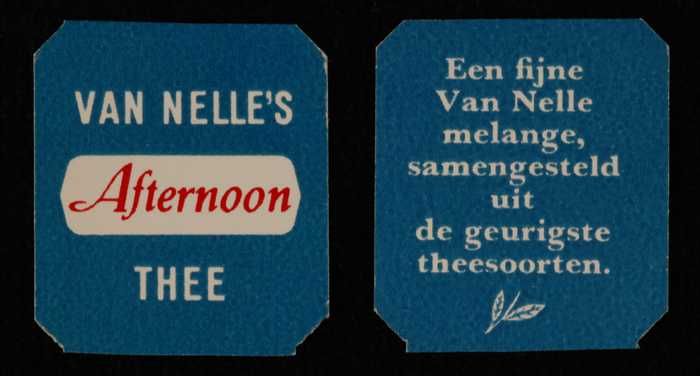 VAN NELLE'S
Afternoon
THEE
Een fijne
Van Nelle
melange,
samengesteld
uit
de geurigste
theesoorten.